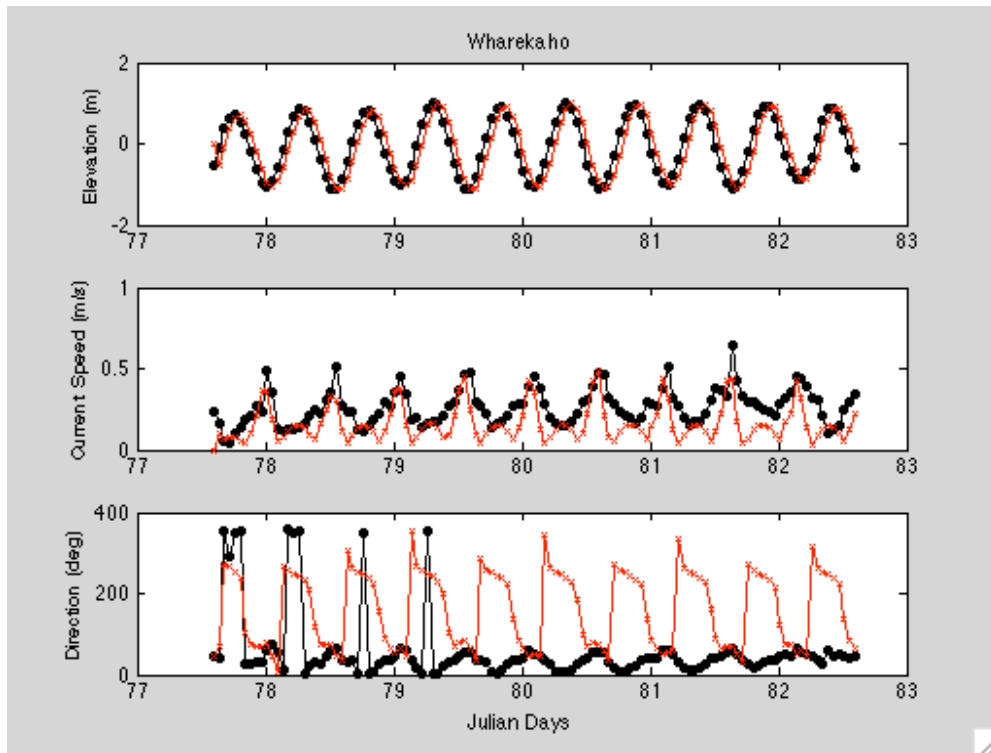 Wharekaho
Elevation (m)
2
0
-2
77 78 79 80 81 82 83
Current Speed (m/s)
1
0.5
0
77 78 79 80 81 82 83
Direction (deg)
400
200
0
77 78 79 80 81 82 83
Julian Days